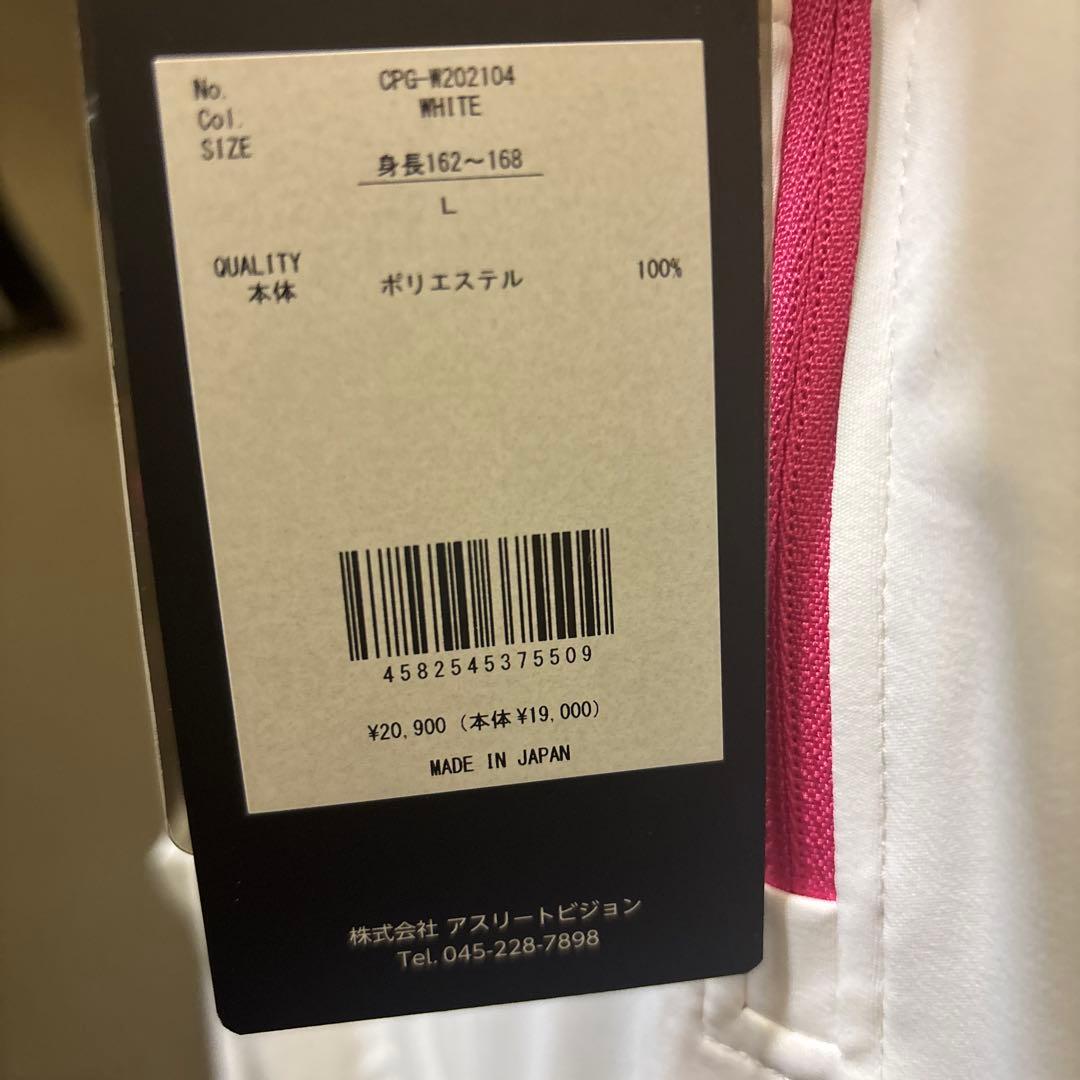 No. CPG-W202104
Col. WHITE
SIZE 身長162～168
L
QUALITY
本体 ポリエステル 100%
4582545375509
¥20,900 (本体 ¥19,000)
MADE IN JAPAN
株式会社 アスリートビジョン
Tel. 045-228-7898